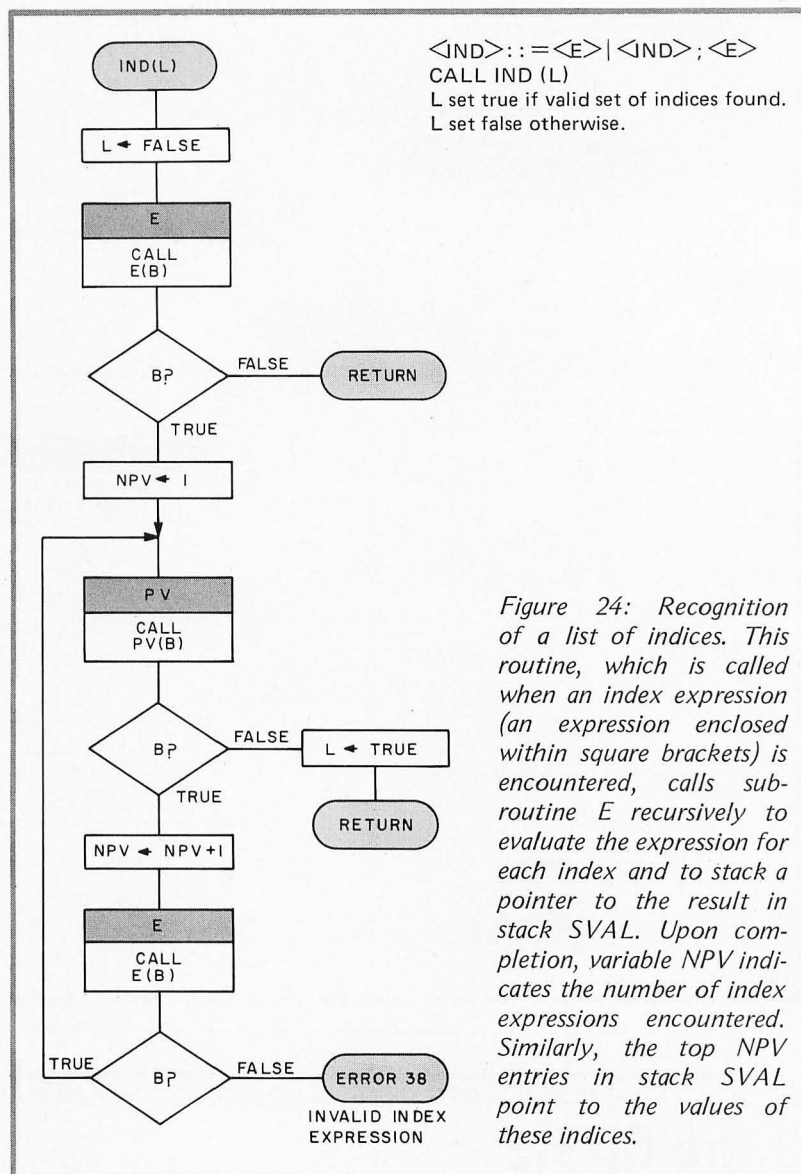 IND(L)
<IND>::=<E>|<IND>;<E>
CALL IND (L)
L set true if valid set of indices found.
L set false otherwise.
L ← FALSE
E
CALL
E(B)
B?
FALSE
RETURN
TRUE
NPV ← 1
PV
CALL
PV(B)
B?
FALSE
L ← TRUE
RETURN
TRUE
NPV ← NPV+1
E
CALL
E(B)
B?
TRUE
FALSE
ERROR 38
INVALID INDEX
EXPRESSION
Figure 24: Recognition
of a list of indices. This
routine, which is called
when an index expression
(an expression enclosed
within square brackets) is
encountered, calls sub-
routine E recursively to
evaluate the expression for
each index and to stack a
pointer to the result in
stack SVAL. Upon com-
pletion, variable NPV indi-
cates the number of index
expressions encountered.
Similarly, the top NPV
entries in stack SVAL
point to the values of
these indices.